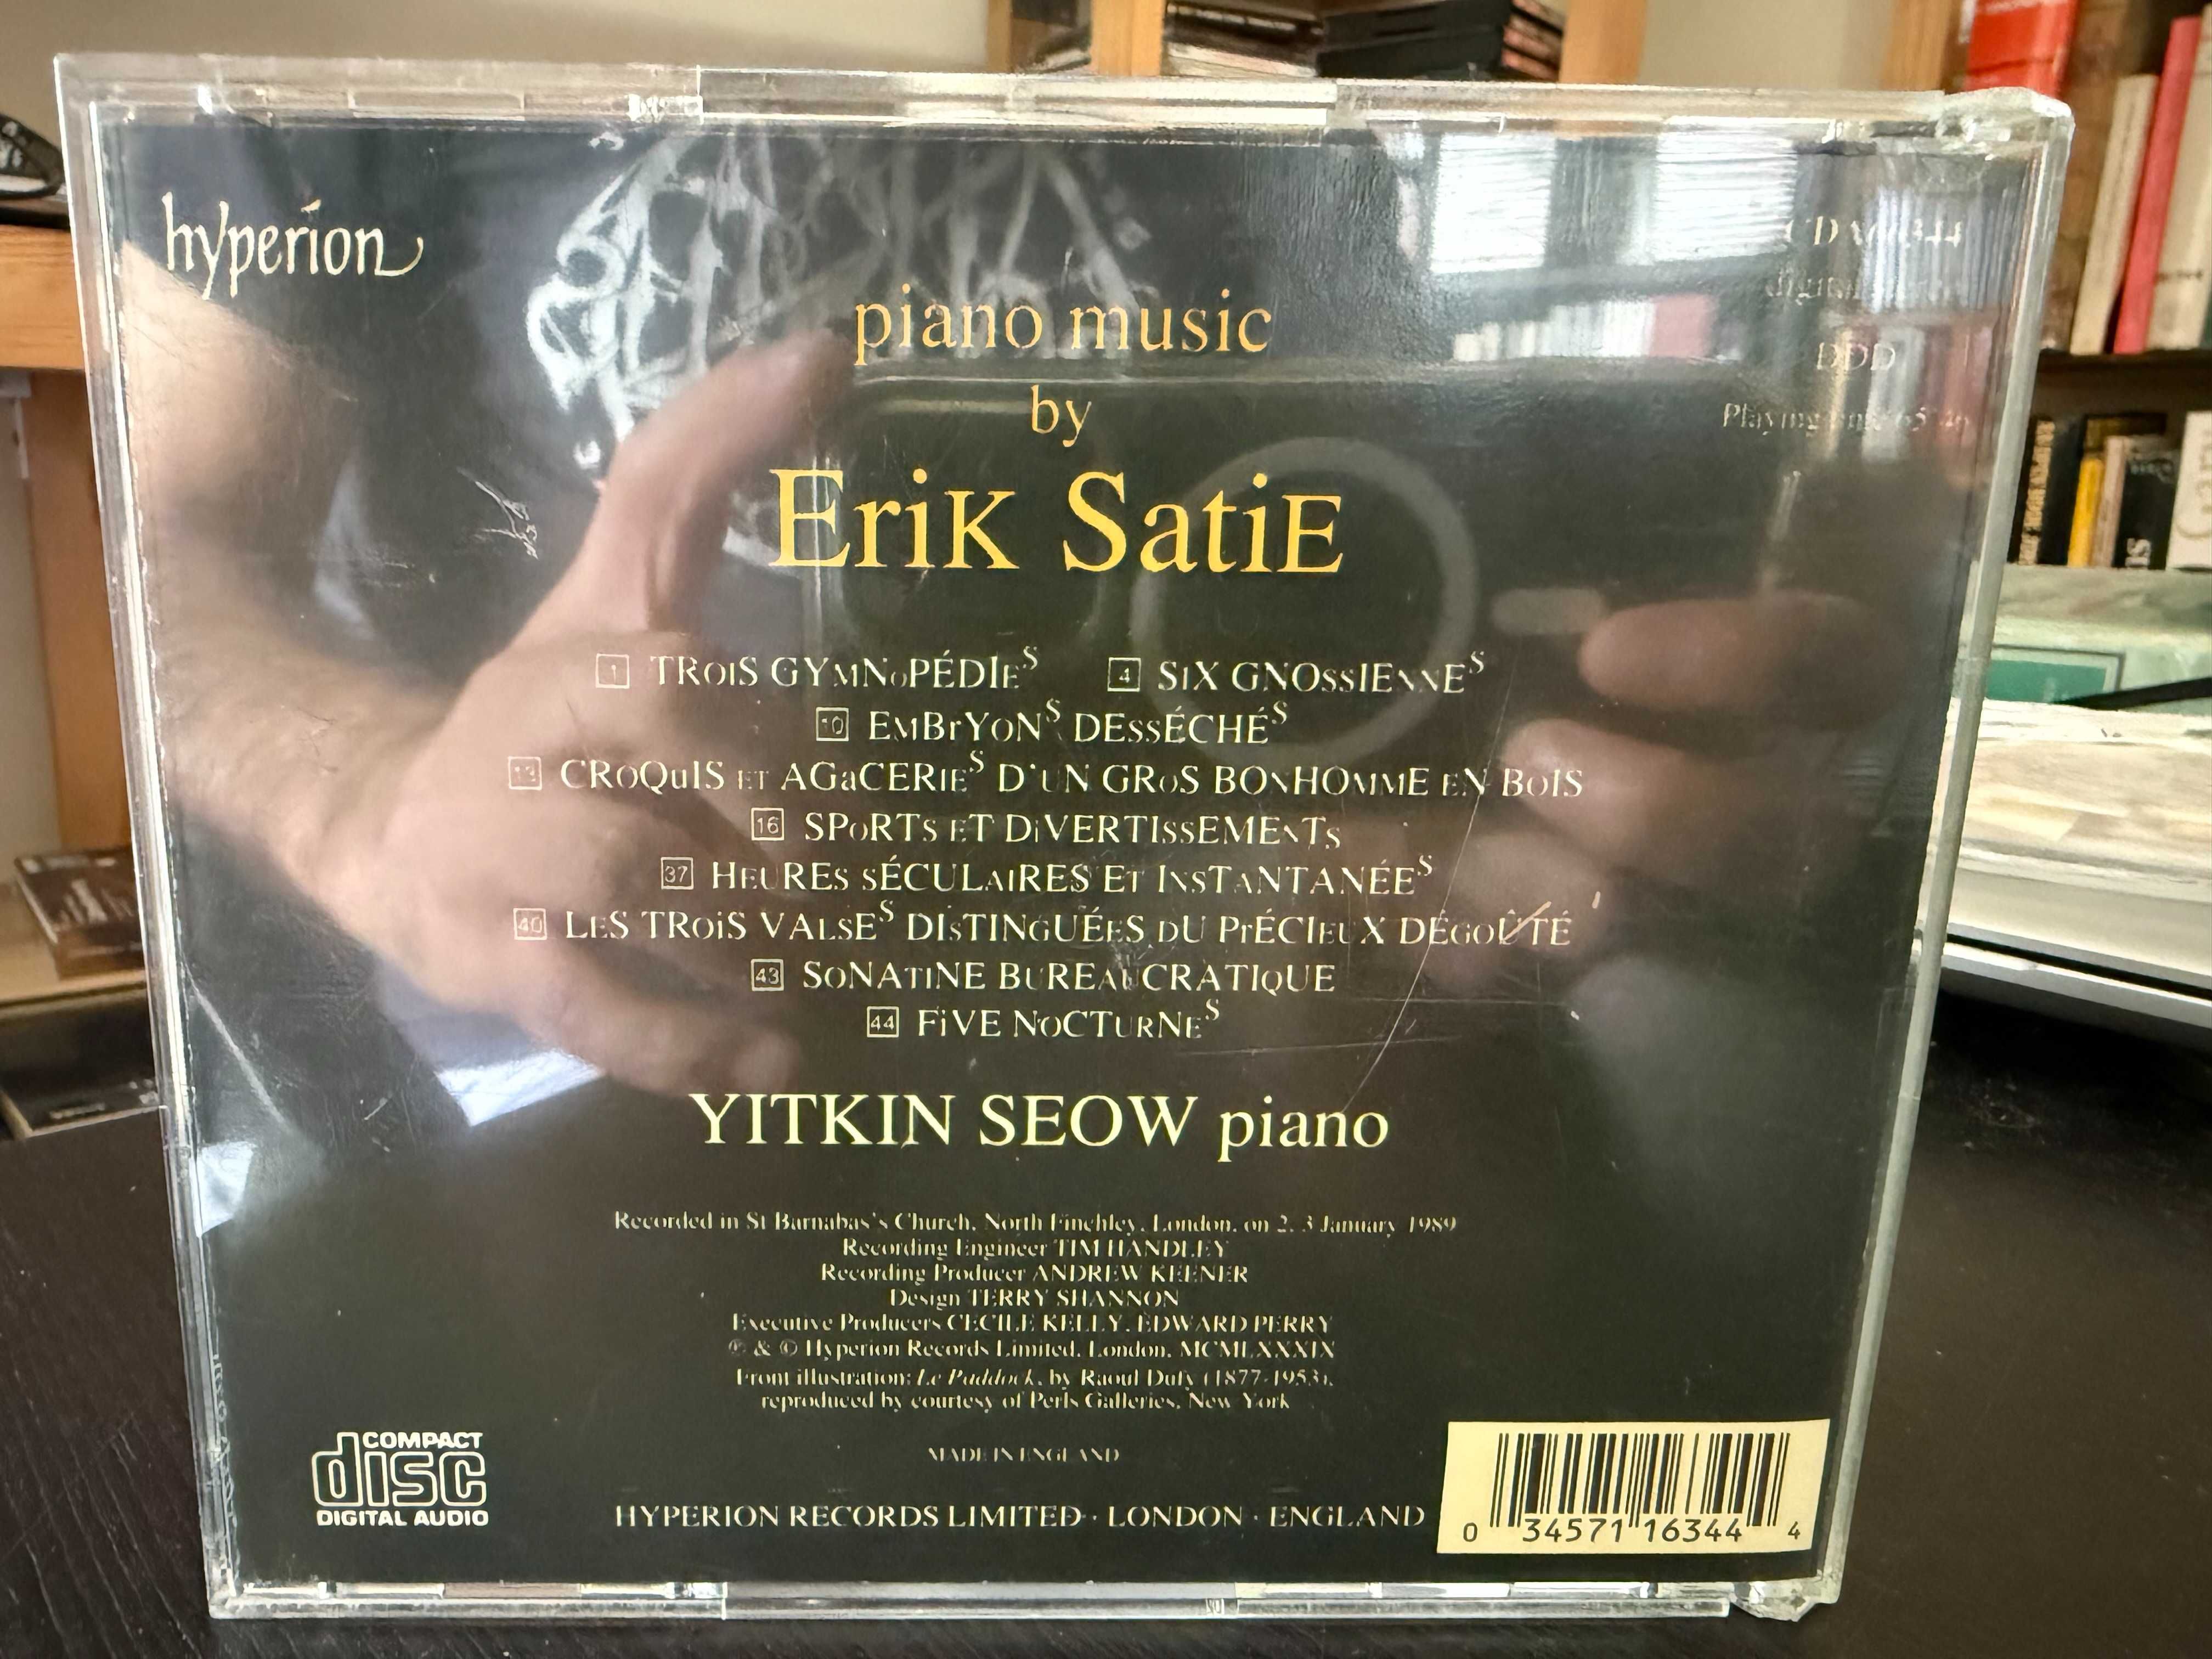 hyperion
CDA66344
DDD
Playing
piano music
by
EriK SatiE
1 TRoiS GYMNoPÉDIES 4 SiX GNOssIENNES
10 EmBrYoNS DEssÉCHÉS
13 CRoQuIS ET AGaCERIES D'UN GRoS BONHOMME EN BoIS
16 SPoRTs ET DiVERTIssEMENTs
37 HEUREs sÉCULAIRES ET INsTANTANÉES
40 LES TRoiS VALSES DIsTINGUÉES DU PrÉCIEUX DÉGOÛTÉ
43 SoNATiNE BUREAUCRATIQUE
44 FiVE NoCTURNES
YITKIN SEOW piano
Recorded in St Barnabas's Church, North Finchley, London, on 2, 3 January 1989
Recording Engineer TIM HANDLEY
Recording Producer ANDREW KEENER
Design TERRY SHANNON
Executive Producers CECILE KELLY, EDWARD PERRY
℗ & © Hyperion Records Limited, London, MCMLXXXIX
Front illustration: Le Paddock, by Raoul Dufy (1877-1953),
reproduced by courtesy of Perls Galleries, New York
MADE IN ENGLAND
COMPACT
disc
DIGITAL AUDIO
HYPERION RECORDS LIMITED · LONDON · ENGLAND
0 34571 16344 4